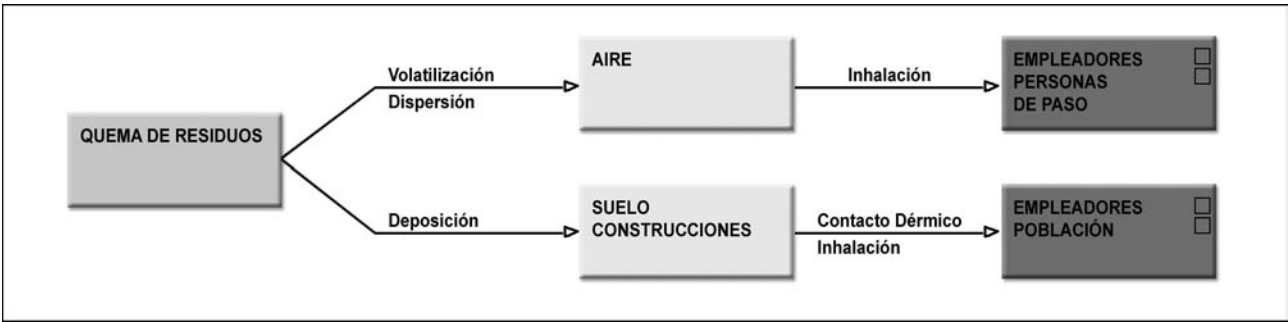 QUEMA DE RESIDUOS
Volatilización
Dispersión
AIRE
Inhalación
EMPLEADORES
PERSONAS
DE PASO
Deposición
SUELO
CONSTRUCCIONES
Contacto Dérmico
Inhalación
EMPLEADORES
POBLACIÓN